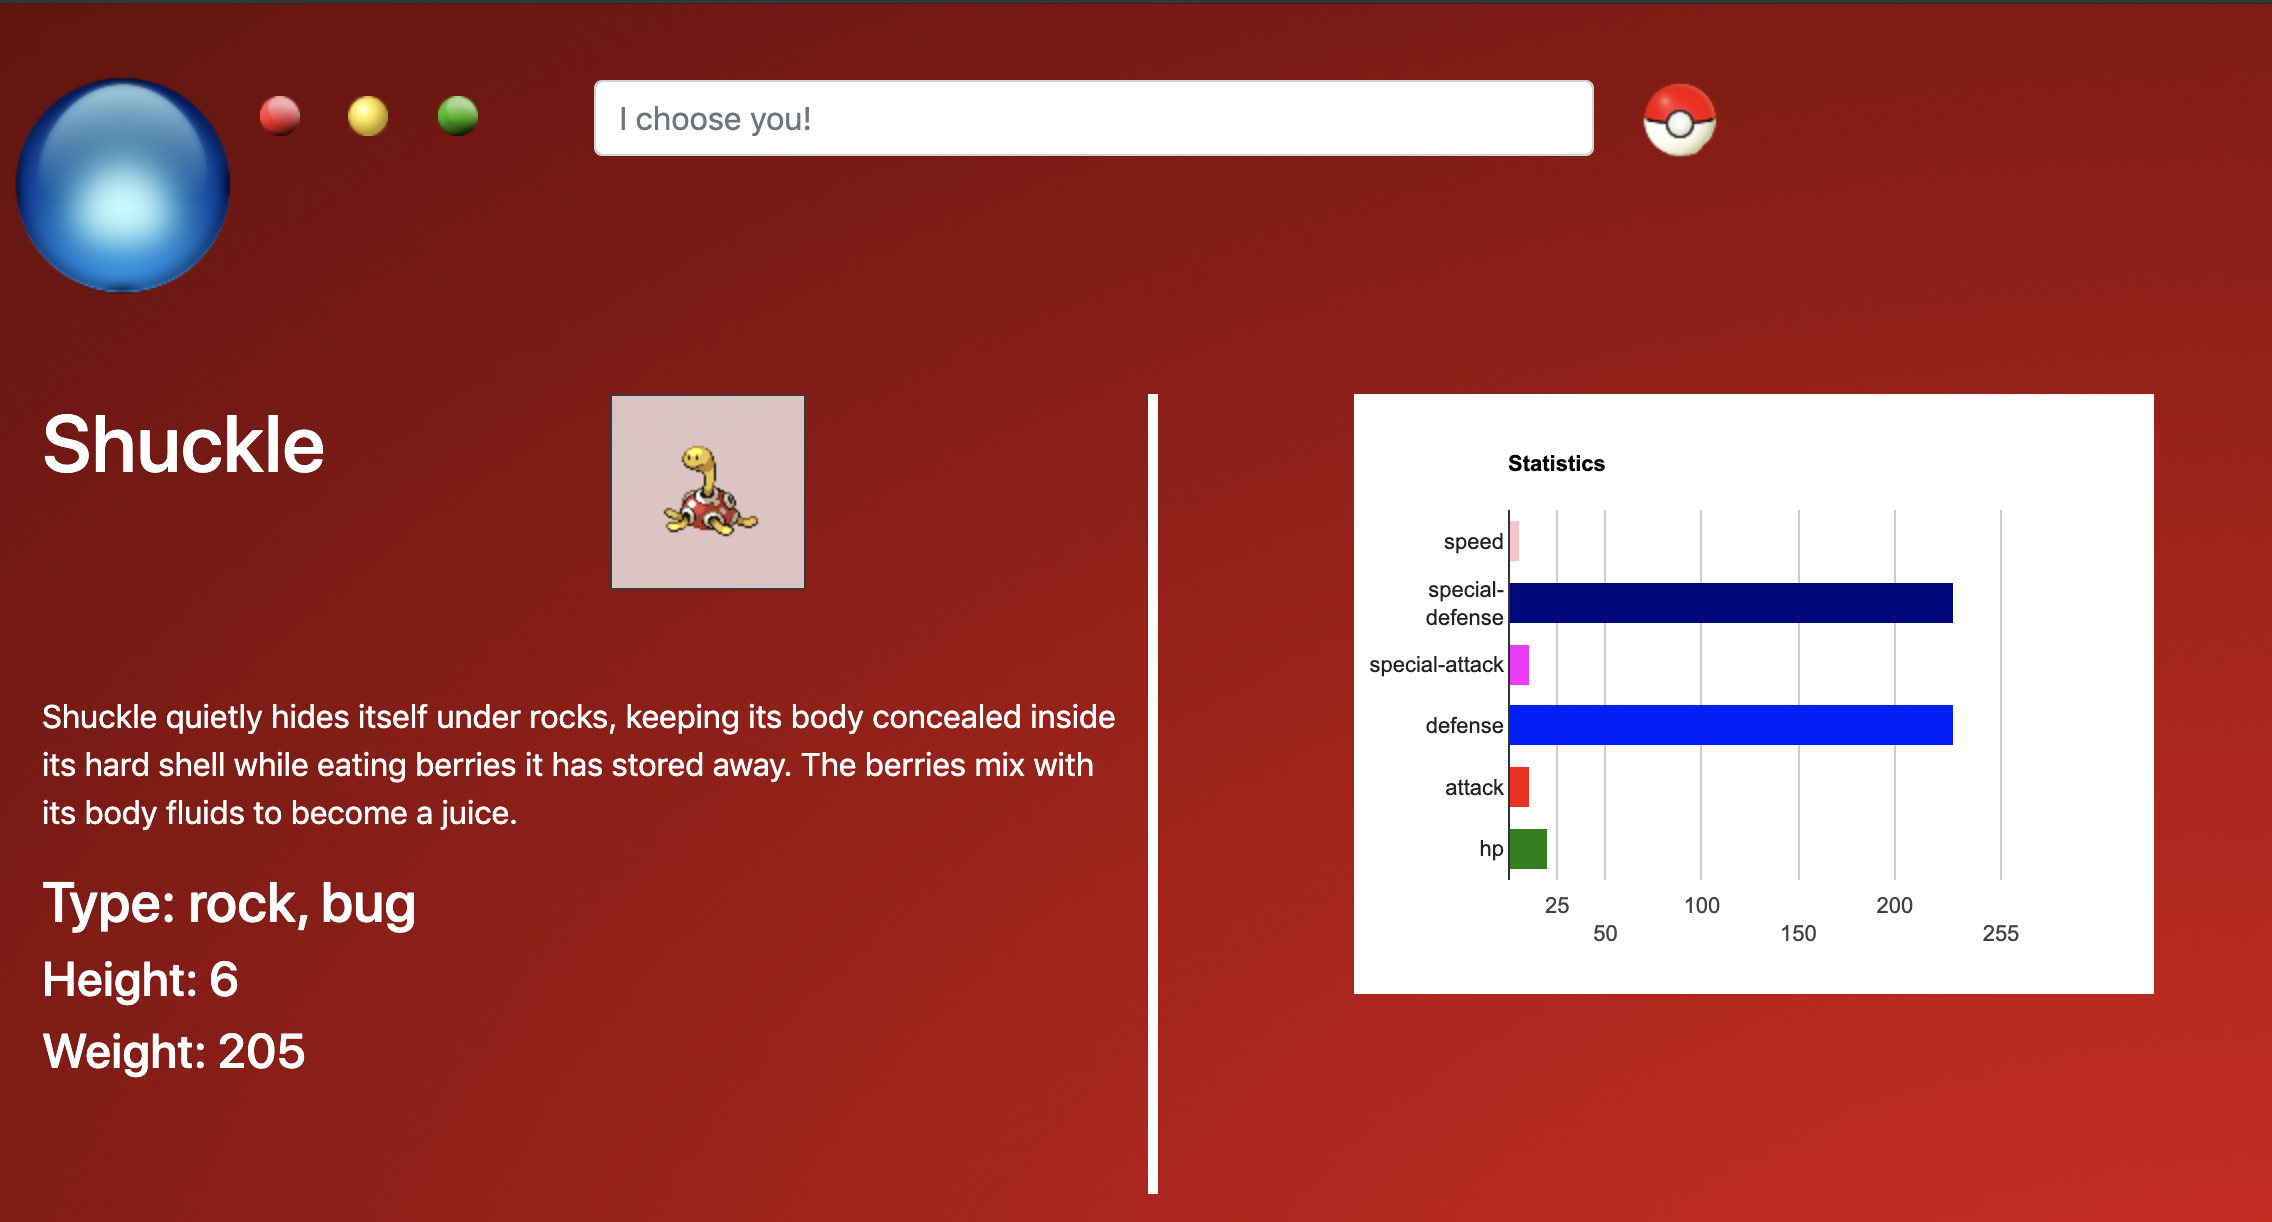 I choose you!
Shuckle
Shuckle quietly hides itself under rocks, keeping its body concealed inside
its hard shell while eating berries it has stored away. The berries mix with
its body fluids to become a juice.
Type: rock, bug
Height: 6
Weight: 205
Statistics
speed
special-
defense
special-attack
defense
attack
hp
25
50
100
150
200
255